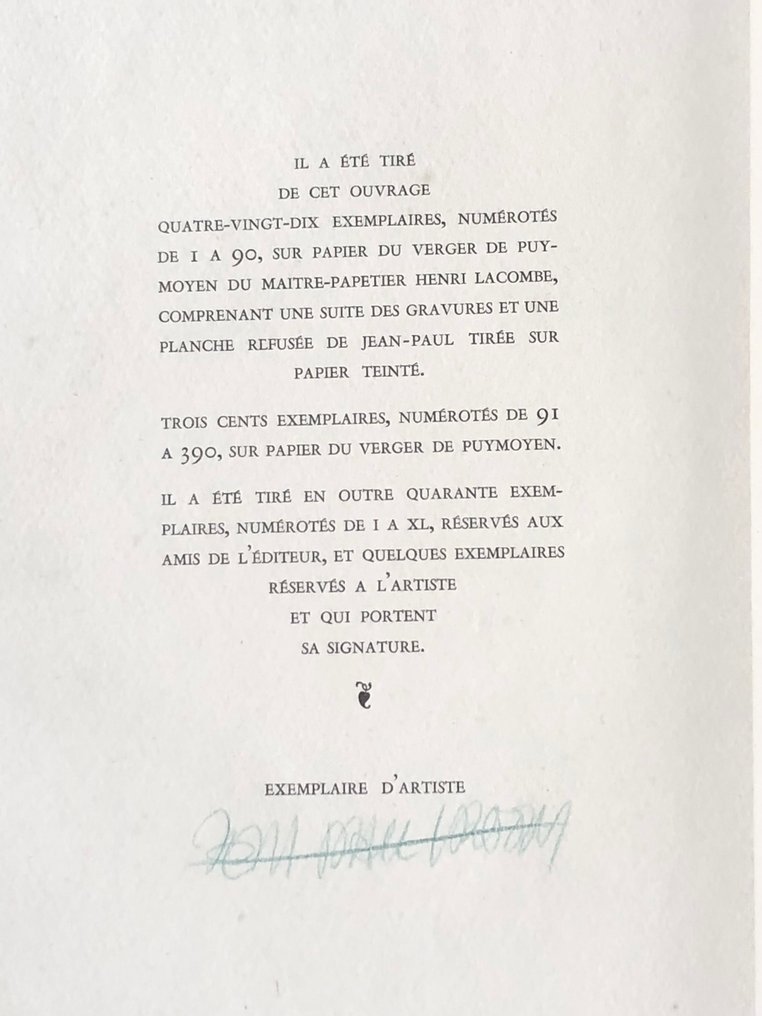 IL A ÉTÉ TIRÉ
DE CET OUVRAGE
QUATRE-VINGT-DIX EXEMPLAIRES, NUMÉROTÉS
DE I A 90, SUR PAPIER DU VERGER DE PUY-
MOYEN DU MAITRE-PAPETIER HENRI LACOMBE,
COMPRENANT UNE SUITE DES GRAVURES ET UNE
PLANCHE REFUSÉE DE JEAN-PAUL TIRÉE SUR
PAPIER TEINTÉ.
TROIS CENTS EXEMPLAIRES, NUMÉROTÉS DE 91
A 390, SUR PAPIER DU VERGER DE PUYMOYEN.
IL A ÉTÉ TIRÉ EN OUTRE QUARANTE EXEM-
PLAIRES, NUMÉROTÉS DE I A XL, RÉSERVÉS AUX
AMIS DE L'ÉDITEUR, ET QUELQUES EXEMPLAIRES
RÉSERVÉS A L'ARTISTE
ET QUI PORTENT
SA SIGNATURE.
EXEMPLAIRE D'ARTISTE